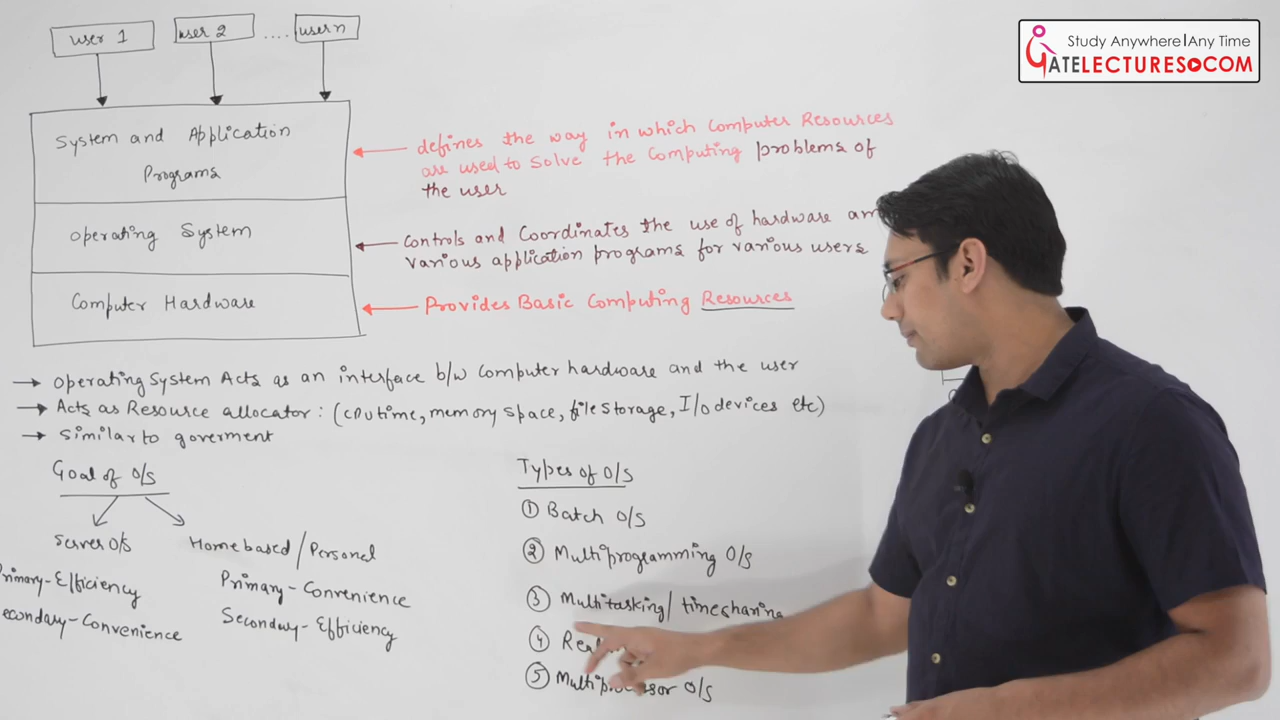 user 1
user 2
....
user n
Study Anywhere|Any Time
GATELECTURES.COM
System and Application
Programs
defines the way in which Computer Resources
are used to solve the Computing problems of
the user
Operating System
Controls and Coordinates the use of hardware
various application programs for various users
Computer Hardware
Provides Basic Computing Resources
→ Operating System Acts as an interface b/w Computer hardware and the user
→ Acts as Resource allocator: (CPU time, memory space, file storage, I/O devices etc)
→ Similar to goverment
Goal of O/S
Server O/S
Primary-Efficiency
Secondary-Convenience
Homebased/Personal
Primary-Convenience
Secondary-Efficiency
Types of O/S
① Batch O/S
② Multiprogramming O/S
③ Multitasking/timesharing
④
⑤ Multiprocessor O/S